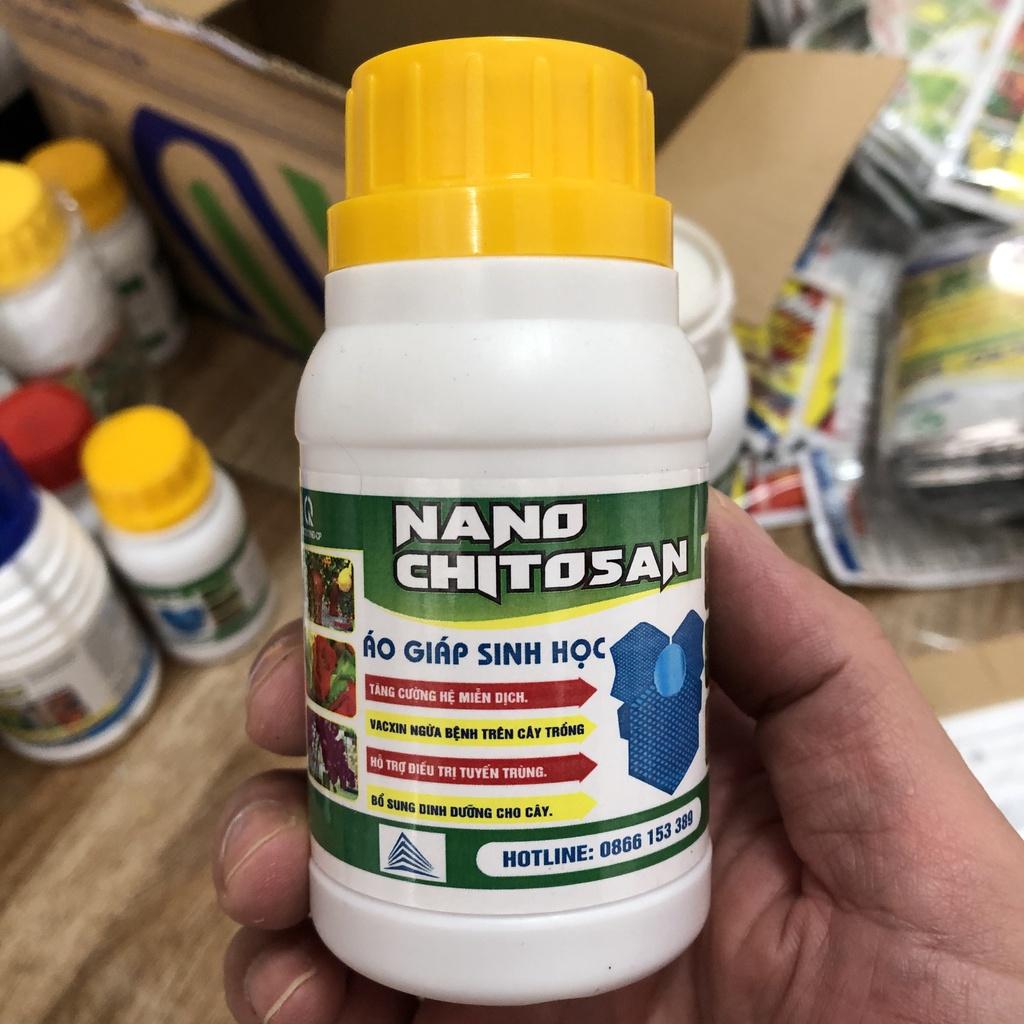 NANO
CHITOSAN
ÁO GIÁP SINH HỌC
TĂNG CƯỜNG HỆ MIỄN DỊCH.
VACXIN NGỪA BỆNH TRÊN CÂY TRỒNG
HỖ TRỢ ĐIỀU TRỊ TUYẾN TRÙNG.
BỔ SUNG DINH DƯỠNG CHO CÂY.
HOTLINE: 0866 153 389